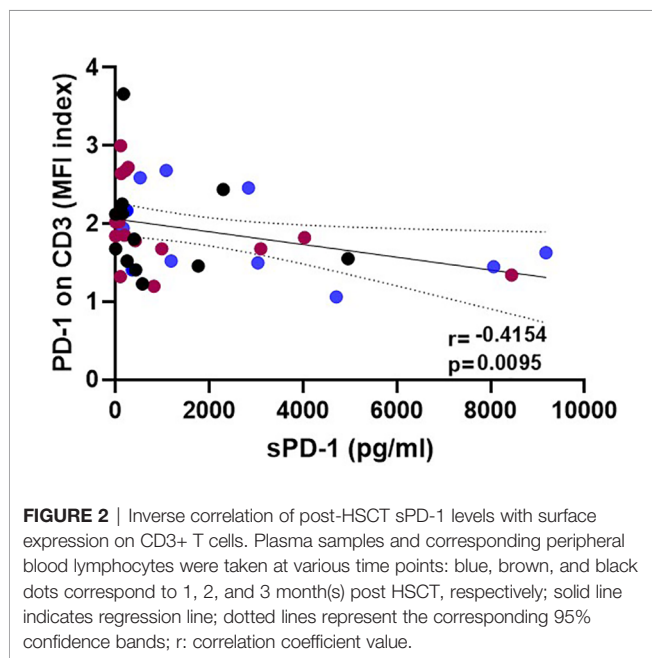 4
3
2
1
0
PD-1 on CD3 (MFI index)
r= -0.4154
p=0.0095
0 2000 4000 6000 8000 10000
sPD-1 (pg/ml)
FIGURE 2 | Inverse correlation of post-HSCT sPD-1 levels with surface
expression on CD3+ T cells. Plasma samples and corresponding peripheral
blood lymphocytes were taken at various time points: blue, brown, and black
dots correspond to 1, 2, and 3 month(s) post HSCT, respectively; solid line
indicates regression line; dotted lines represent the corresponding 95%
confidence bands; r: correlation coefficient value.